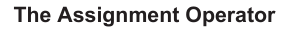 The Assignment Operator